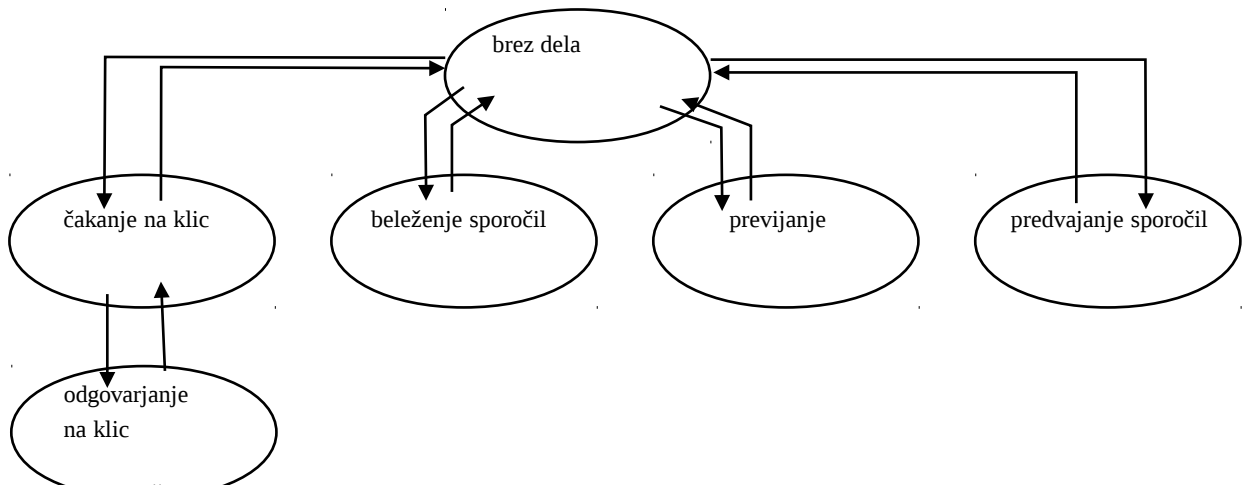 brez dela
čakanje na klic
beleženje sporočil
previjanje
predvajanje sporočil
odgovarjanje
na klic